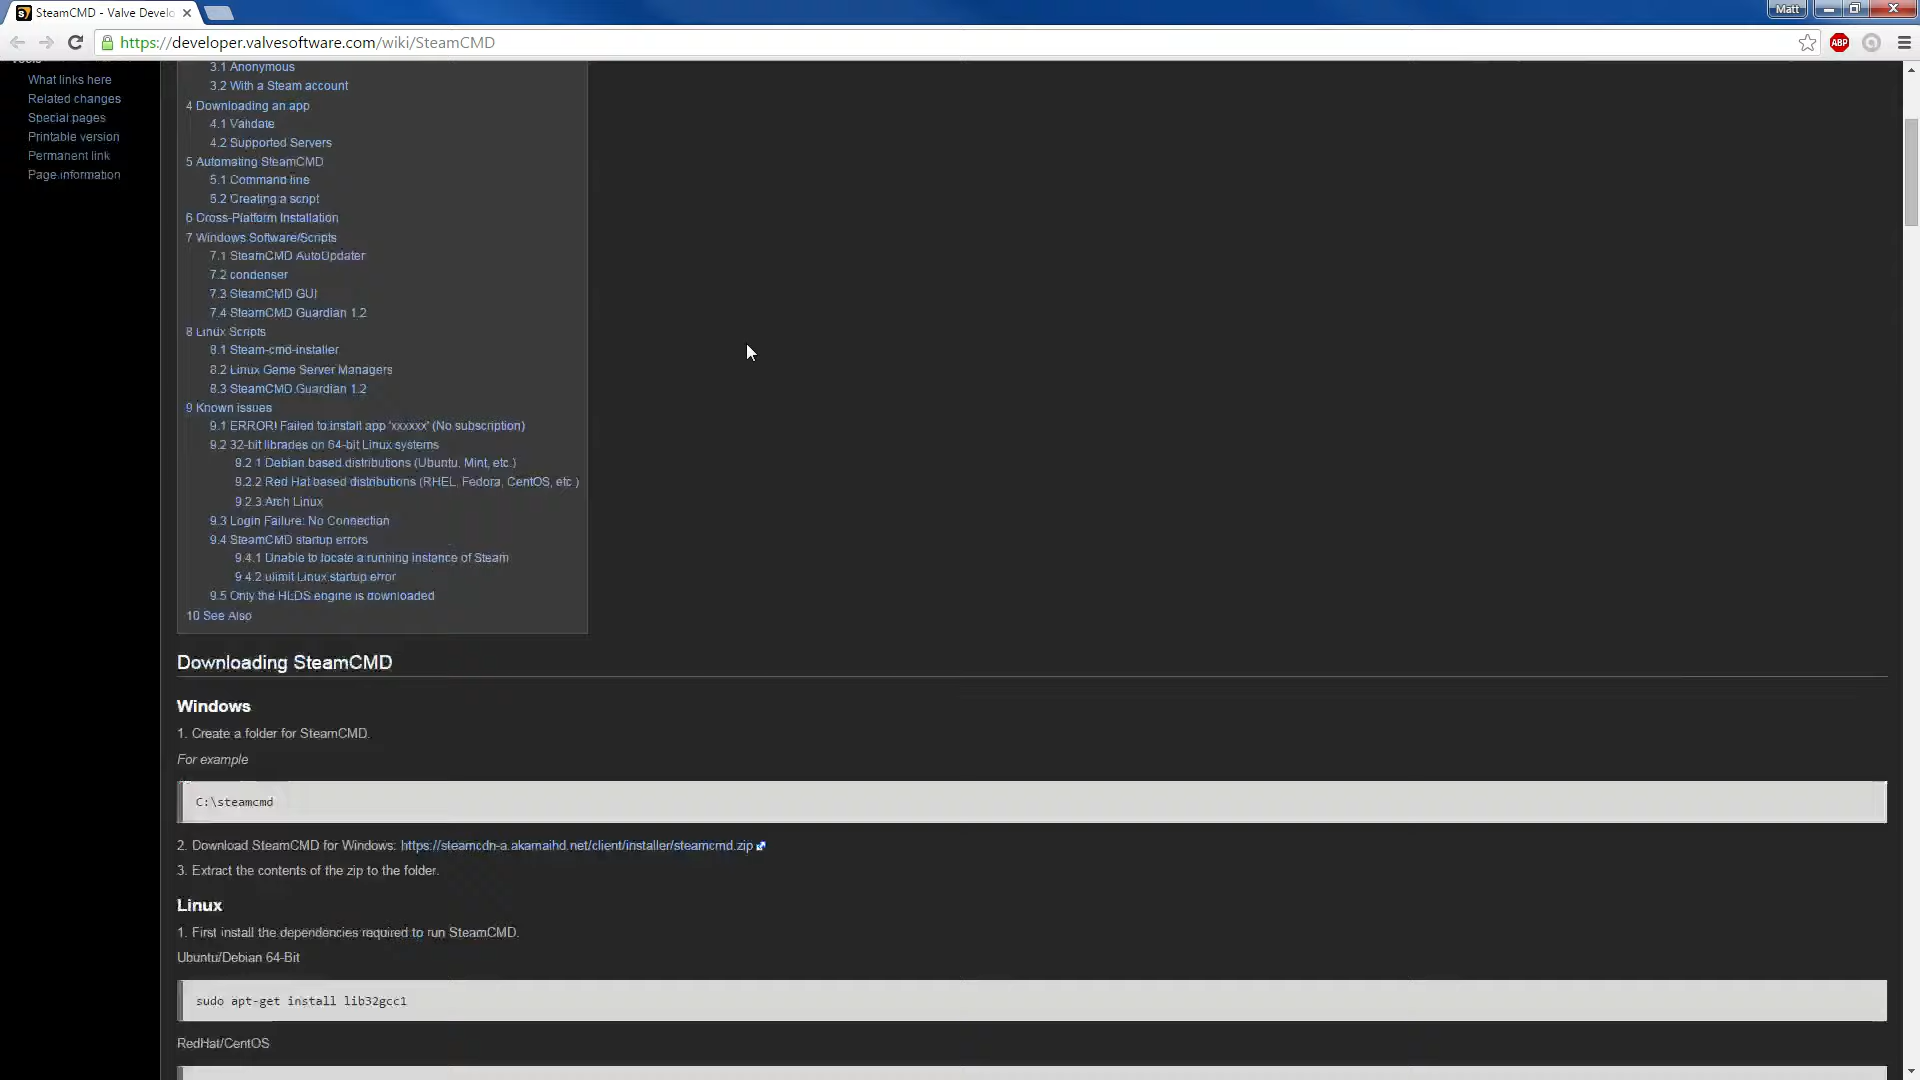 SteamCMD - Valve Develo
Matt
https://developer.valvesoftware.com/wiki/SteamCMD
ABP
What links here
Related changes
Special pages
Printable version
Permanent link
Page information
3.1 Anonymous
3.2 With a Steam account
4 Downloading an app
4.1 Validate
4.2 Supported Servers
5 Automating SteamCMD
5.1 Command line
5.2 Creating a script
6 Cross-Platform Installation
7 Windows Software/Scripts
7.1 SteamCMD AutoUpdater
7.2 condenser
7.3 SteamCMD GUI
7.4 SteamCMD Guardian 1.2
8 Linux Scripts
8.1 Steam-cmd-installer
8.2 Linux Game Server Managers
8.3 SteamCMD Guardian 1.2
9 Known issues
9.1 ERROR! Failed to install app 'xxxxxx' (No subscription)
9.2 32-bit libraries on 64-bit Linux systems
9.2.1 Debian based distributions (Ubuntu, Mint, etc.)
9.2.2 Red Hat based distributions (RHEL, Fedora, CentOS, etc.)
9.2.3 Arch Linux
9.3 Login Failure: No Connection
9.4 SteamCMD startup errors
9.4.1 Unable to locate a running instance of Steam
9.4.2 ulimit Linux startup error
9.5 Only the HLDS engine is downloaded
10 See Also
Downloading SteamCMD
Windows
1. Create a folder for SteamCMD.
For example
C:\steamcmd
2. Download SteamCMD for Windows: https://steamcdn-a.akamaihd.net/client/installer/steamcmd.zip
3. Extract the contents of the zip to the folder.
Linux
1. First install the dependencies required to run SteamCMD.
Ubuntu/Debian 64-Bit
sudo apt-get install lib32gcc1
RedHat/CentOS